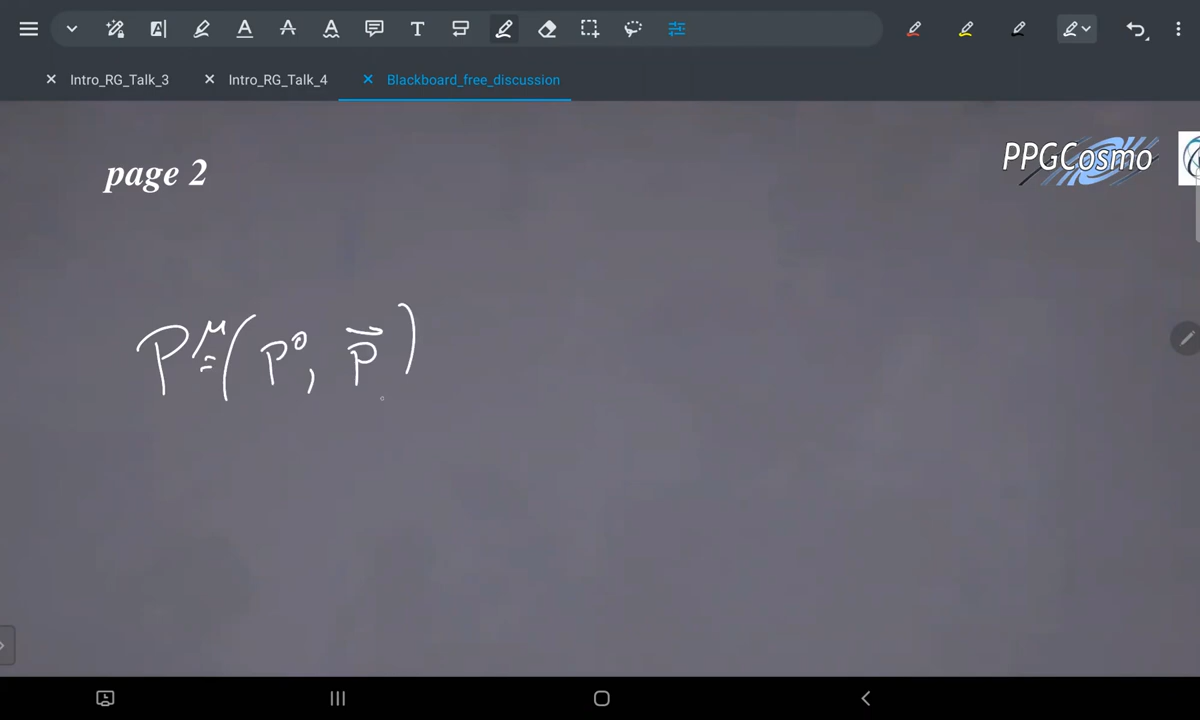 Intro_RG_Talk_3 Intro_RG_Talk_4 Blackboard_free_discussion
page 2 PPGCosmo
P^μ = (p^0, \vec{p})